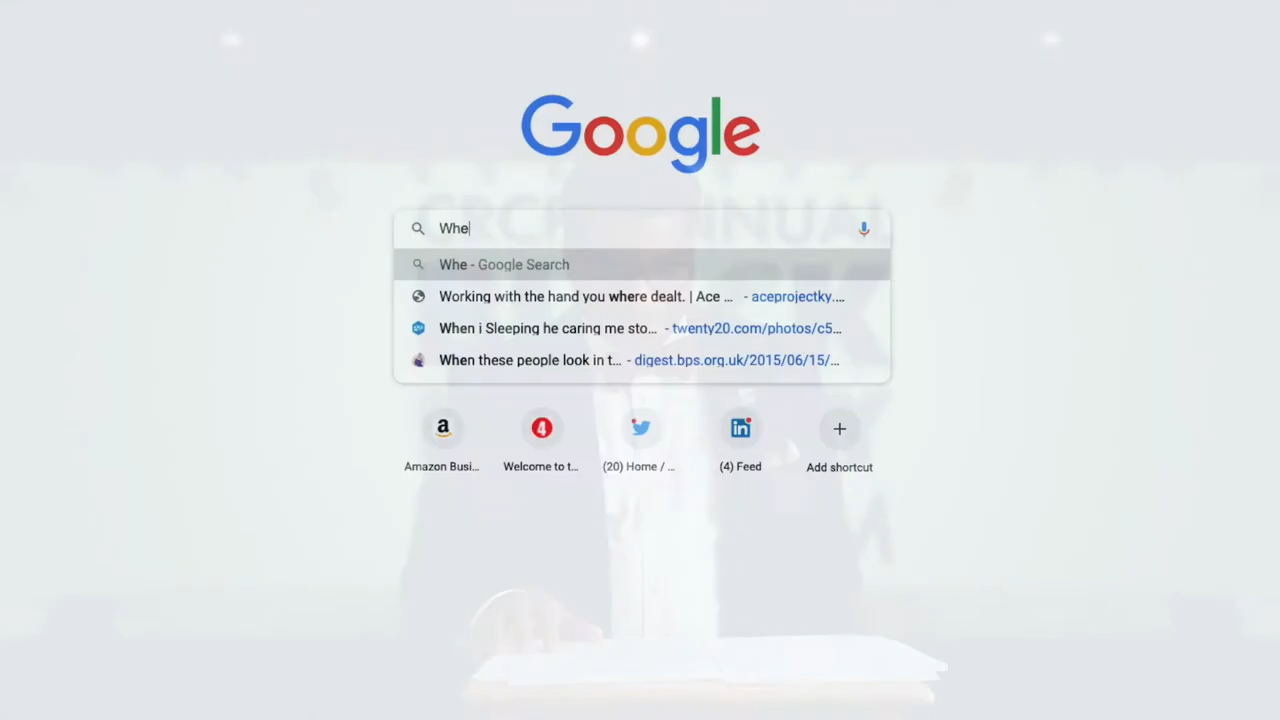 Google
Whe
Whe - Google Search
Working with the hand you where dealt. | Ace ... - aceprojectky....
When i Sleeping he caring me sto... - twenty20.com/photos/c5...
When these people look in t... - digest.bps.org.uk/2015/06/15/...
Amazon Busi... Welcome to t... (20) Home / ... (4) Feed Add shortcut